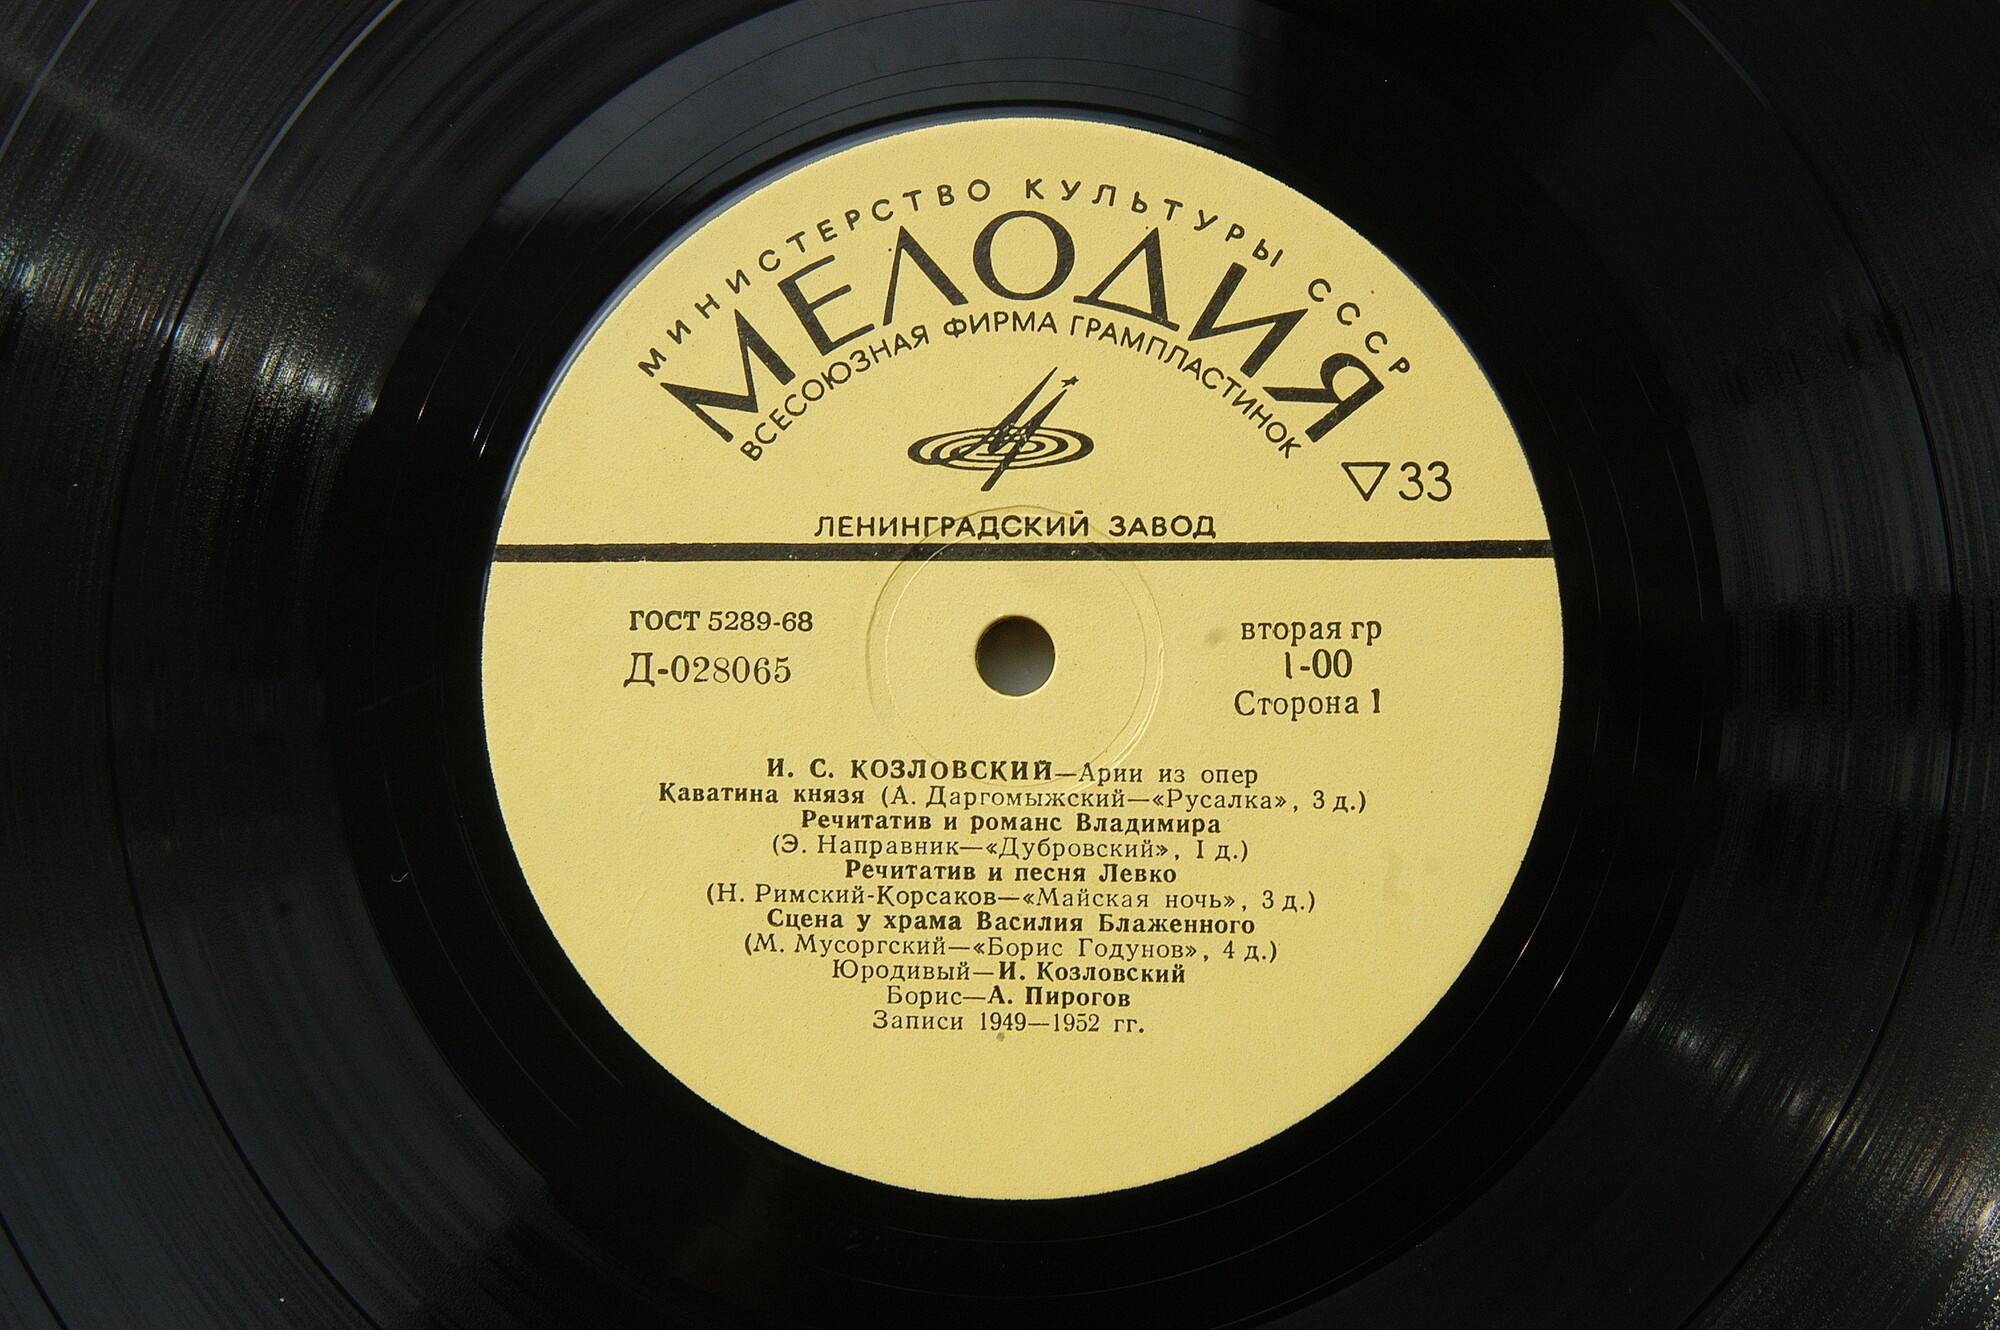 МИНИСТЕРСТВО КУЛЬТУРЫ СССР
МЕЛОДИЯ
ВСЕСОЮЗНАЯ ФИРМА ГРАМПЛАСТИНОК
33
ЛЕНИНГРАДСКИЙ ЗАВОД
ГОСТ 5289-68
Д-028065
вторая гр
1-00
Сторона 1
И. С. КОЗЛОВСКИЙ—Арии из опер
Каватина князя (А. Даргомыжский—«Русалка», 3 д.)
Речитатив и романс Владимира
(Э. Направник—«Дубровский», I д.)
Речитатив и песня Левко
(Н. Римский-Корсаков—«Майская ночь», 3 д.)
Сцена у храма Василия Блаженного
(М. Мусоргский—«Борис Годунов», 4 д.)
Юродивый—И. Козловский
Борис—А. Пирогов
Записи 1949—1952 гг.